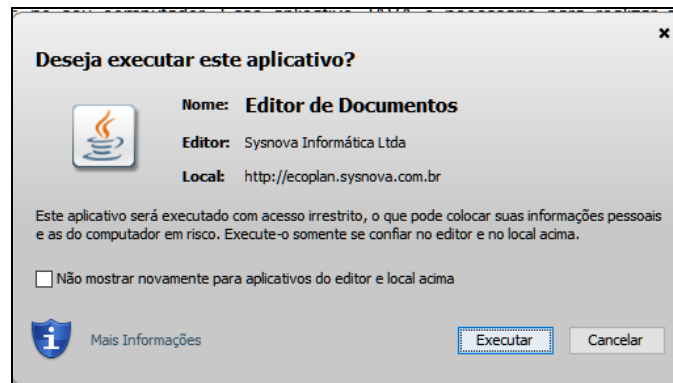 Deseja executar este aplicativo?
Nome: Editor de Documentos
Editor: Sysnova Informática Ltda
Local: http://ecoplan.sysnova.com.br
Este aplicativo será executado com acesso irrestrito, o que pode colocar suas informações pessoais
e as do computador em risco. Execute-o somente se confiar no editor e no local acima.
Não mostrar novamente para aplicativos do editor e local acima
Mais Informações
Executar
Cancelar